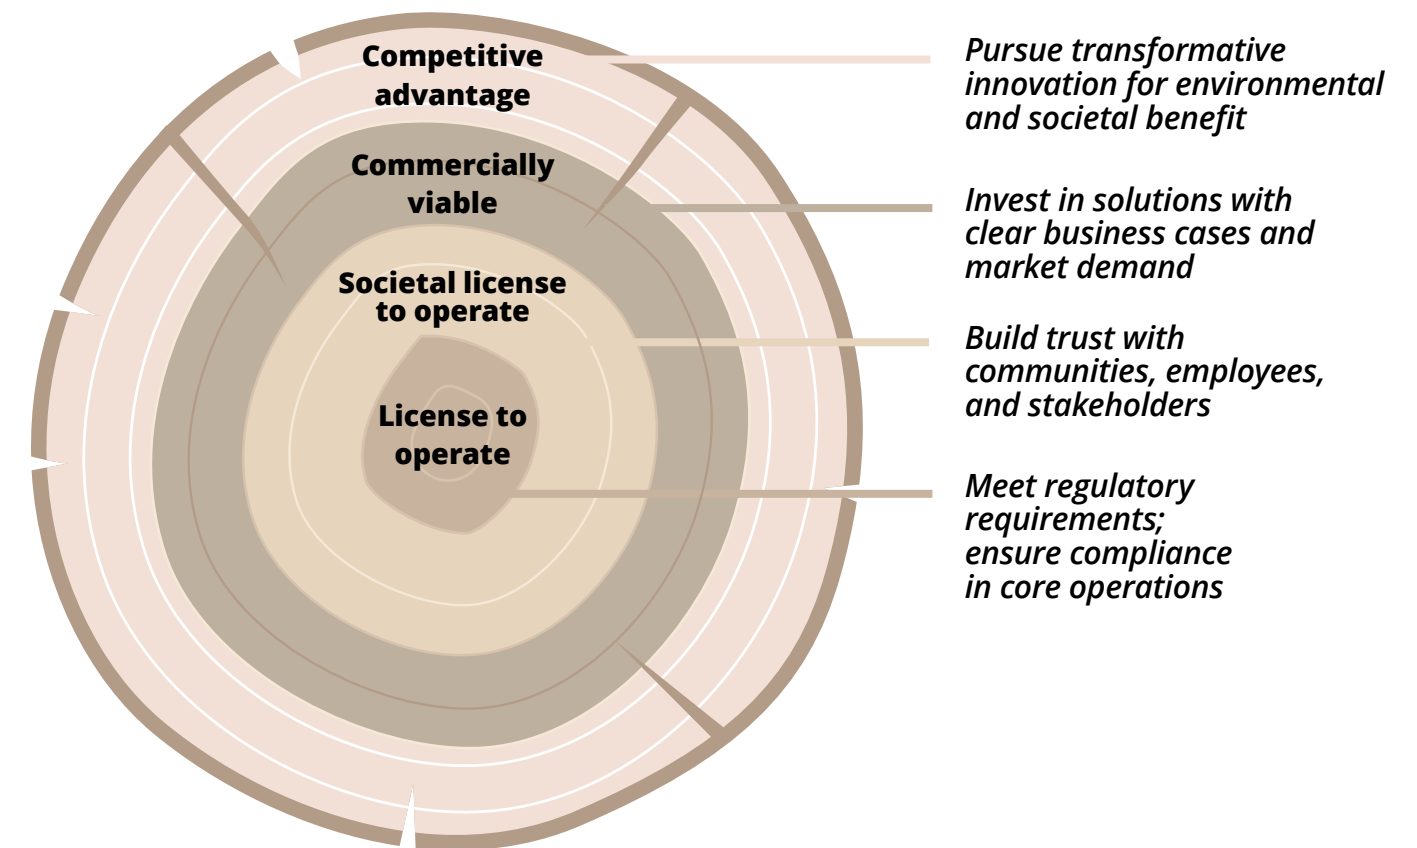 Competitive
advantage
Pursue transformative
innovation for environmental
and societal benefit
Commercially
viable
Invest in solutions with
clear business cases and
market demand
Societal license
to operate
Build trust with
communities, employees,
and stakeholders
License to
operate
Meet regulatory
requirements;
ensure compliance
in core operations